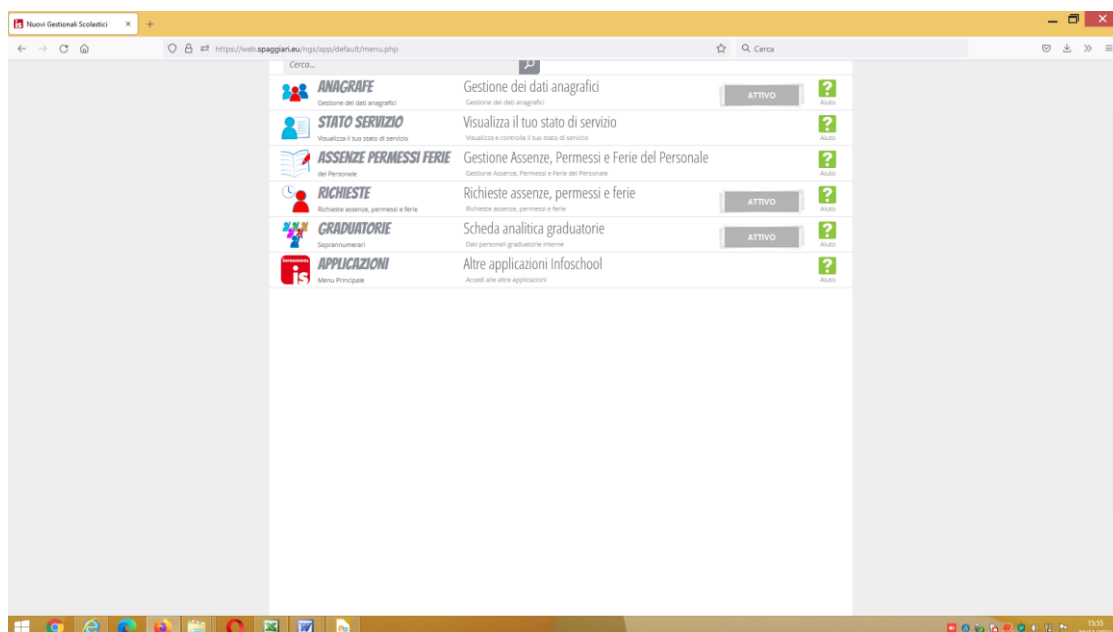 Nuovi Gestionali Scolastici
https://web.spaggiari.eu/ngs/app/default/menu.php
Cerca
Cerca...
ANAGRAFE
Gestione dei dati anagrafici
Gestione dei dati anagrafici
Gestione dei dati anagrafici
ATTIVO
Aiuto
STATO SERVIZIO
Visualizza il tuo stato di servizio
Visualizza il tuo stato di servizio
Visualizza e controlla il tuo stato di servizio
Aiuto
ASSENZE PERMESSI FERIE
del Personale
Gestione Assenze, Permessi e Ferie del Personale
Gestione Assenze, Permessi e Ferie del Personale
Aiuto
RICHIESTE
Richieste assenze, permessi e ferie
Richieste assenze, permessi e ferie
Richieste assenze, permessi e ferie
ATTIVO
Aiuto
GRADUATORIE
Soprannumerari
Scheda analitica graduatorie
Dati personali graduatorie interne
ATTIVO
Aiuto
INFOSCHOOL
is
APPLICAZIONI
Menu Principale
Altre applicazioni Infoschool
Accedi alle altre applicazioni
Aiuto
15:55